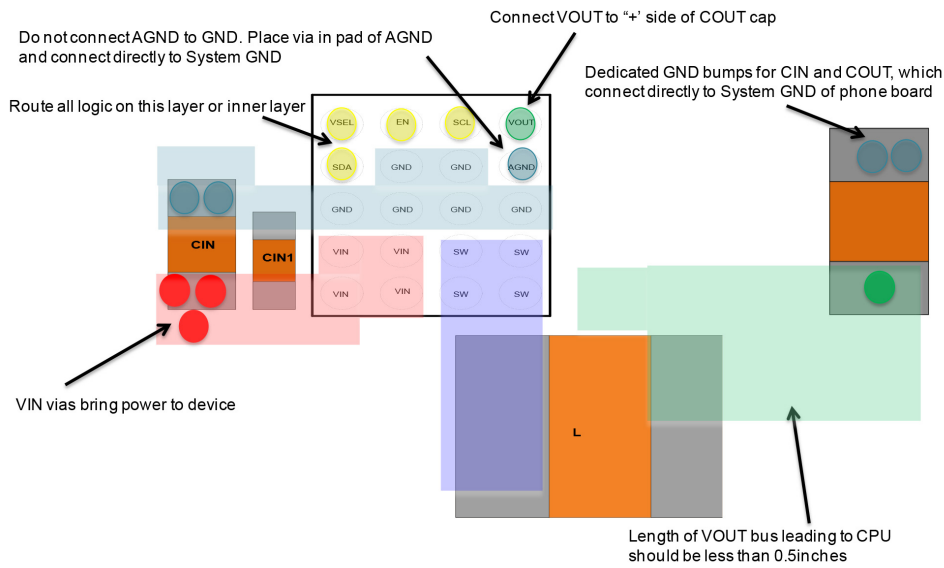 Connect VOUT to “+’ side of COUT cap
Do not connect AGND to GND. Place via in pad of AGND
and connect directly to System GND
Dedicated GND bumps for CIN and COUT, which
connect directly to System GND of phone board
Route all logic on this layer or inner layer
VSEL EN SCL VOUT
SDA GND GND AGND
GND GND GND GND
CIN
CIN1
VIN VIN SW SW
VIN VIN SW SW
VIN vias bring power to device
L
Length of VOUT bus leading to CPU
should be less than 0.5inches